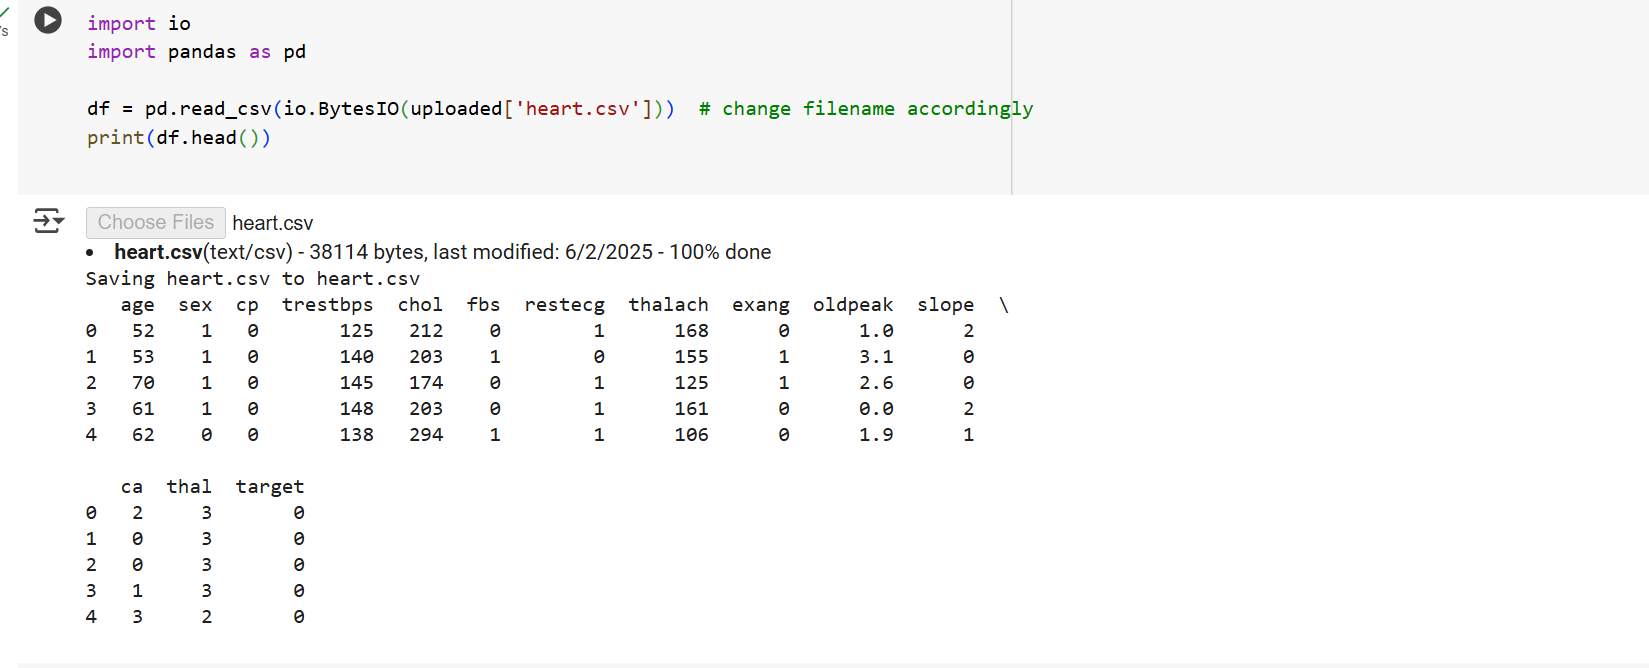 s
import io
import pandas as pd
df = pd.read_csv(io.BytesIO(uploaded['heart.csv']))  # change filename accordingly
print(df.head())
Choose Files heart.csv
• heart.csv(text/csv) - 38114 bytes, last modified: 6/2/2025 - 100% done
Saving heart.csv to heart.csv
   age  sex  cp  trestbps  chol  fbs  restecg  thalach  exang  oldpeak  slope  \
0   52    1   0       125   212    0        1      168      0      1.0      2
1   53    1   0       140   203    1        0      155      1      3.1      0
2   70    1   0       145   174    0        1      125      1      2.6      0
3   61    1   0       148   203    0        1      161      0      0.0      2
4   62    0   0       138   294    1        1      106      0      1.9      1
   ca  thal  target
0   2     3       0
1   0     3       0
2   0     3       0
3   1     3       0
4   3     2       0